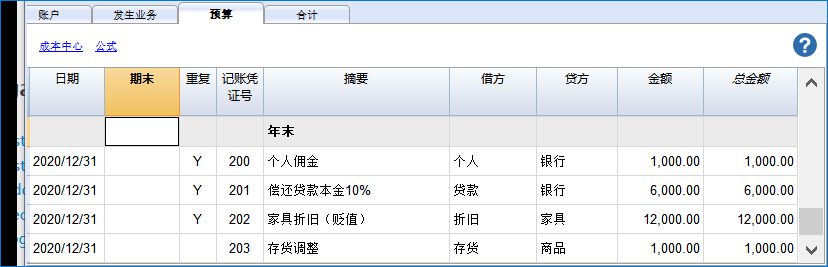 账户 发生业务 预算 合计
成本中心 公式 ?
日期 期末 重复 记账凭证号 摘要 借方 贷方 金额 总金额
年末
2020/12/31 Y 200 个人佣金 个人 银行 1,000.00 1,000.00
2020/12/31 Y 201 偿还贷款本金10% 贷款 银行 6,000.00 6,000.00
2020/12/31 Y 202 家具折旧（贬值） 折旧 家具 12,000.00 12,000.00
2020/12/31 203 存货调整 存货 商品 1,000.00 1,000.00